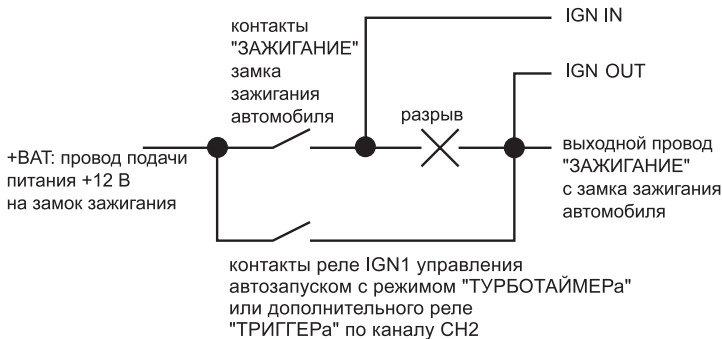 контакты
"ЗАЖИГАНИЕ"
замка
зажигания
автомобиля
IGN IN
IGN OUT
разрыв
+BAT: провод подачи
питания +12 В
на замок зажигания
выходной провод
"ЗАЖИГАНИЕ"
с замка зажигания
автомобиля
контакты реле IGN1 управления
автозапуском с режимом "ТУРБОТАЙМЕРа"
или дополнительного реле
"ТРИГГЕРа" по каналу CH2